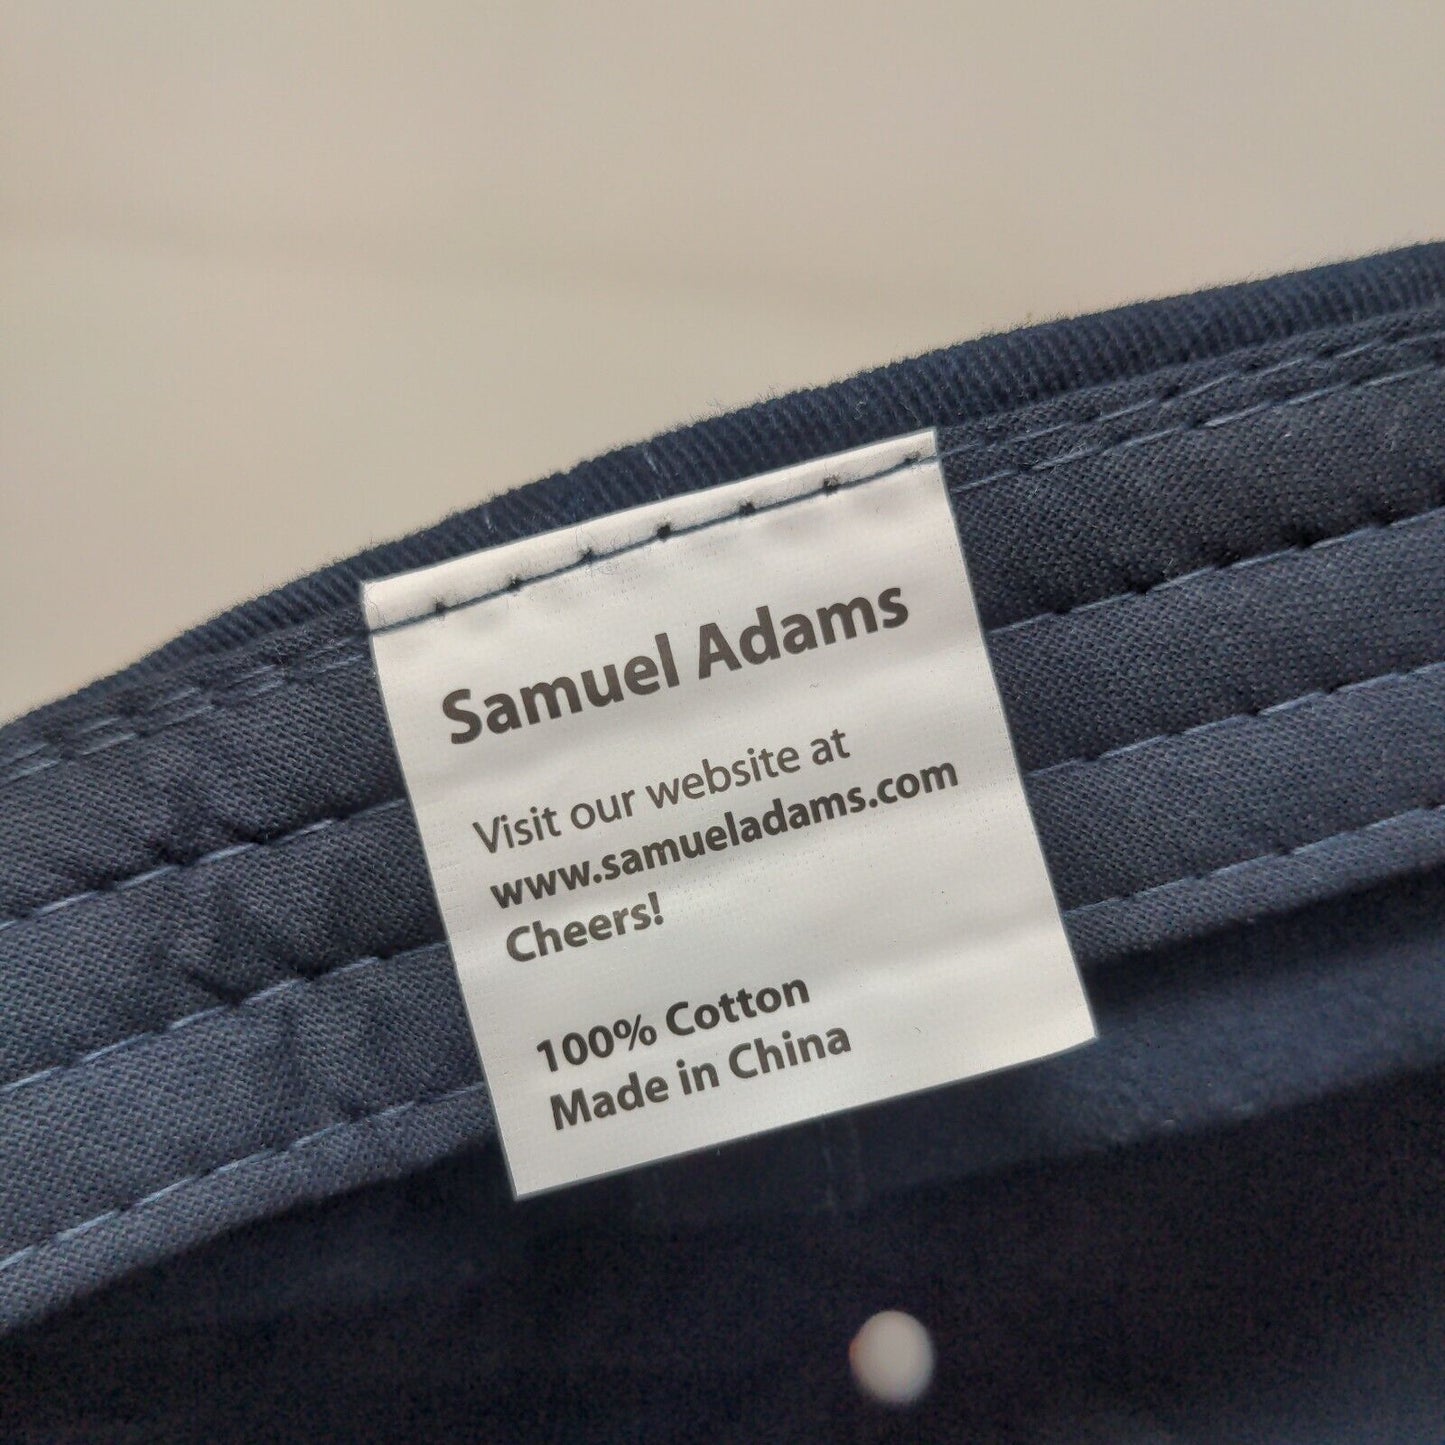 Samuel Adams
Visit our website at
www.samueladams.com
Cheers!
100% Cotton
Made in China